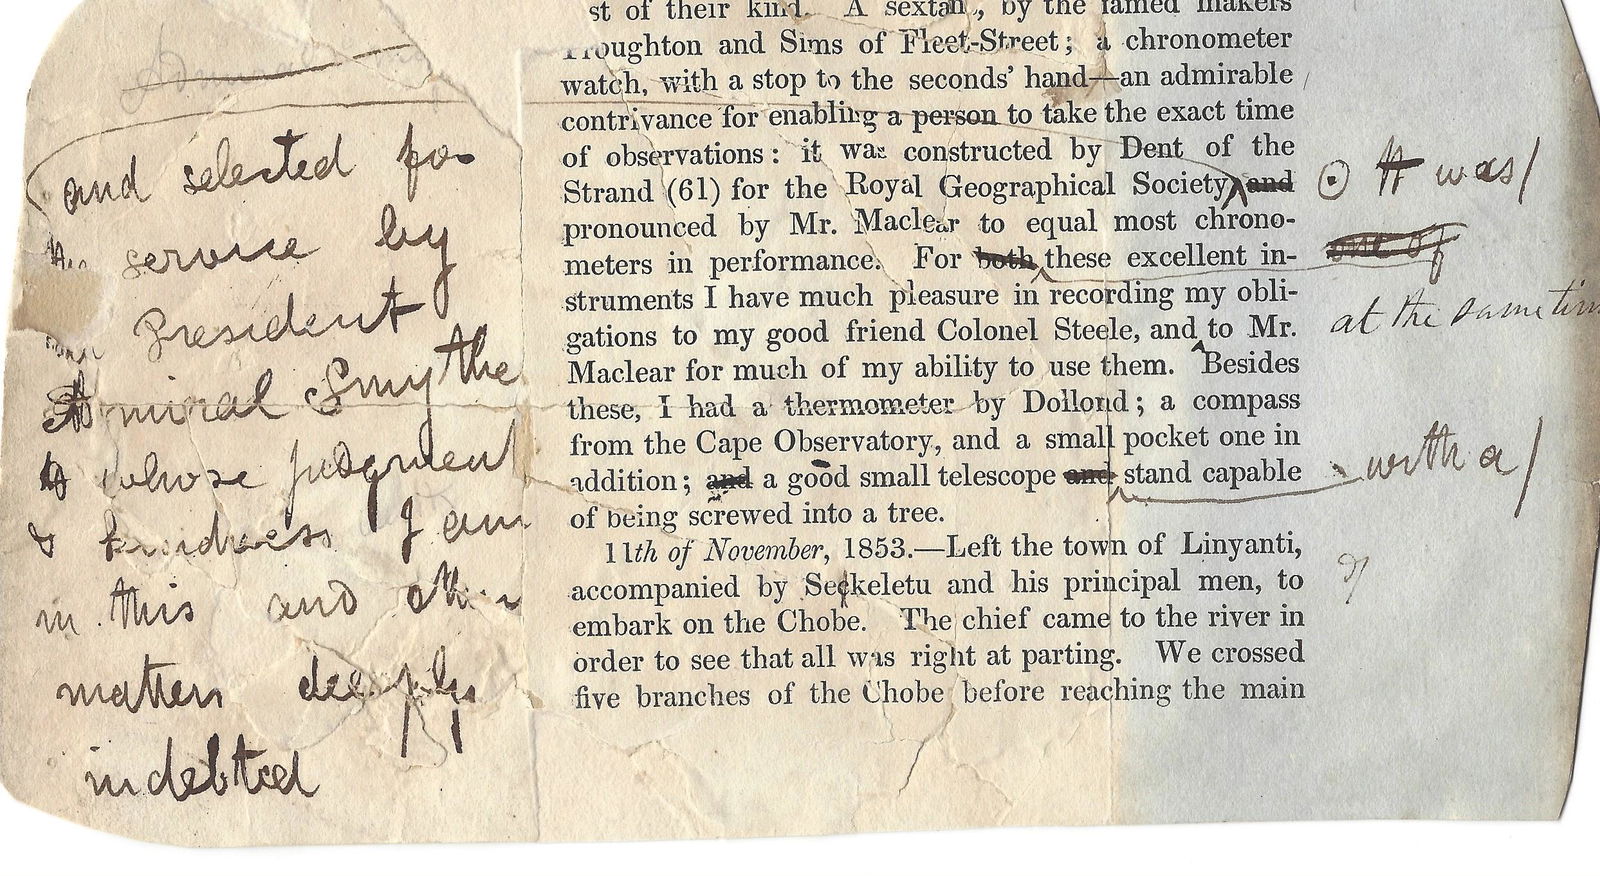 st of their kind. A sextan, by the famed makers
Troughton and Sims of Fleet-Street; a chronometer
watch, with a stop to the seconds' hand—an admirable
contrivance for enabling a person to take the exact time
of observations: it was constructed by Dent of the
Strand (61) for the Royal Geographical Society, and
pronounced by Mr. Maclear to equal most chrono-
meters in performance. For both these excellent in-
struments I have much pleasure in recording my obli-
gations to my good friend Colonel Steele, and to Mr.
Maclear for much of my ability to use them. Besides
these, I had a thermometer by Dollond; a compass
from the Cape Observatory, and a small pocket one in
addition; and a good small telescope and stand capable
of being screwed into a tree.
11th of November, 1853.—Left the town of Linyanti,
accompanied by Seckeletu and his principal men, to
embark on the Chobe. The chief came to the river in
order to see that all was right at parting. We crossed
five branches of the Chobe before reaching the main
and selected for
the service by
President
Admiral Smythe
to whose judgment
& kindness I am
in this and other
matters deeply
indebted
It was/
one of
at the same tim
with a/